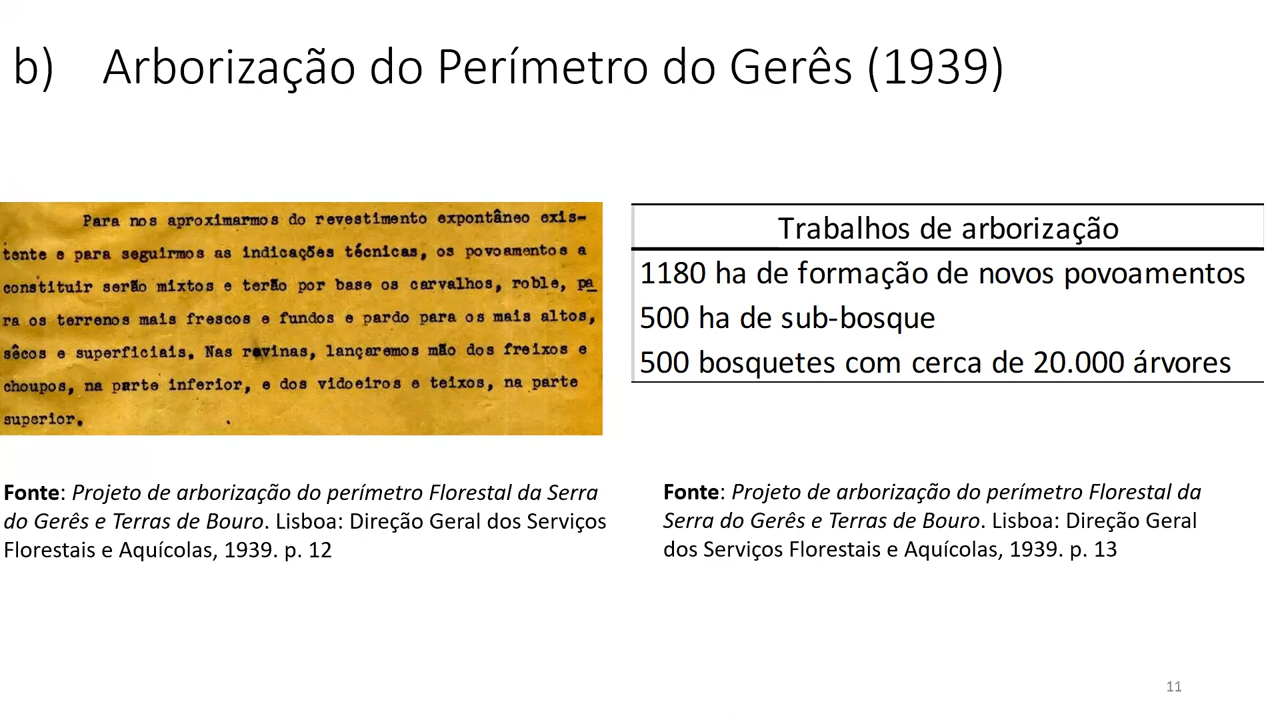 b) Arborização do Perímetro do Gerês (1939)
Para nos aproximarmos do revestimento expontâneo exis-
tente e para seguirmos as indicações técnicas, os povoamentos a
constituir serão mixtos e terão por base os carvalhos, roble, pa
ra os terrenos mais frescos e fundos e pardo para os mais altos,
sêcos e superficiais. Nas ravinas, lançaremos mão dos freixos e
choupos, na parte inferior, e dos vidoeiros e teixos, na parte
superior.
Fonte: Projeto de arborização do perímetro Florestal da Serra
do Gerês e Terras de Bouro. Lisboa: Direção Geral dos Serviços
Florestais e Aquícolas, 1939. p. 12
Trabalhos de arborização
1180 ha de formação de novos povoamentos
500 ha de sub-bosque
500 bosquetes com cerca de 20.000 árvores
Fonte: Projeto de arborização do perímetro Florestal da
Serra do Gerês e Terras de Bouro. Lisboa: Direção Geral
dos Serviços Florestais e Aquícolas, 1939. p. 13
11